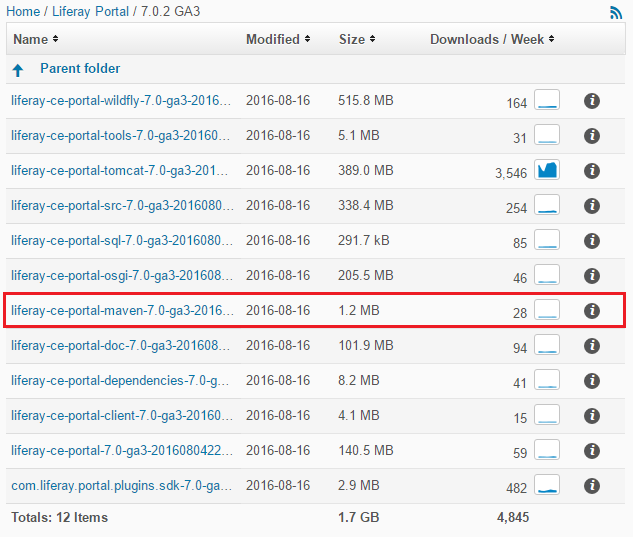 Home / Liferay Portal / 7.0.2 GA3
Name Modified Size Downloads / Week
Parent folder
liferay-ce-portal-wildfly-7.0-ga3-2016... 2016-08-16 515.8 MB 164
liferay-ce-portal-tools-7.0-ga3-20160... 2016-08-16 5.1 MB 31
liferay-ce-portal-tomcat-7.0-ga3-201... 2016-08-16 389.0 MB 3,546
liferay-ce-portal-src-7.0-ga3-2016080... 2016-08-16 338.4 MB 254
liferay-ce-portal-sql-7.0-ga3-2016080... 2016-08-16 291.7 kB 85
liferay-ce-portal-osgi-7.0-ga3-201608... 2016-08-16 205.5 MB 46
liferay-ce-portal-maven-7.0-ga3-2016... 2016-08-16 1.2 MB 28
liferay-ce-portal-doc-7.0-ga3-201608... 2016-08-16 101.9 MB 94
liferay-ce-portal-dependencies-7.0-g... 2016-08-16 8.2 MB 41
liferay-ce-portal-client-7.0-ga3-20160... 2016-08-16 4.1 MB 15
liferay-ce-portal-7.0-ga3-2016080422... 2016-08-16 140.5 MB 59
com.liferay.portal.plugins.sdk-7.0-ga... 2016-08-16 2.9 MB 482
Totals: 12 Items 1.7 GB 4,845